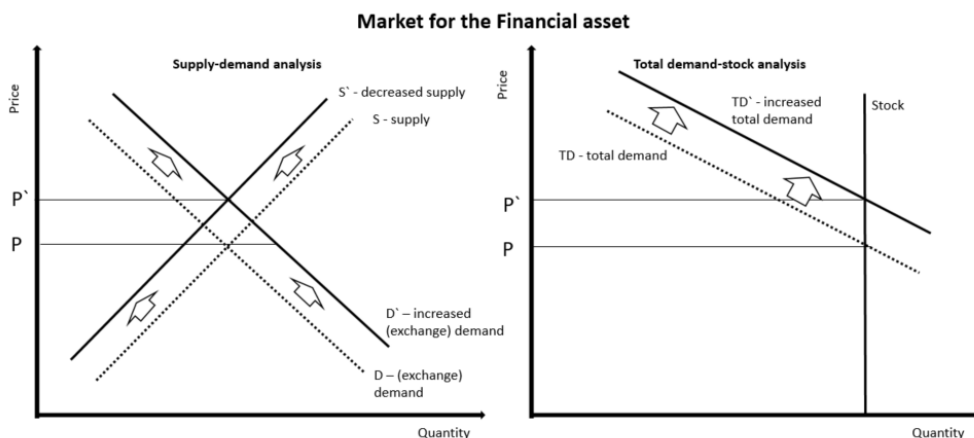 Market for the Financial asset
Supply-demand analysis
Price
S` - decreased supply
S - supply
P`
P
D` – increased
(exchange) demand
D – (exchange)
demand
Quantity
Total demand-stock analysis
Price
TD` - increased
total demand
Stock
TD - total demand
P`
P
Quantity